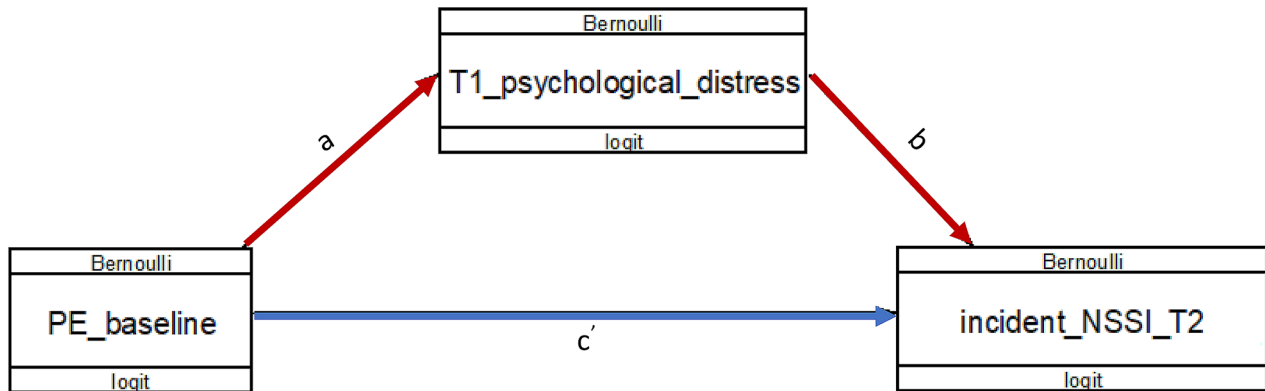 Bernoulli
T1_psychological_distress
logit
a
b
Bernoulli
PE_baseline
logit
c′
Bernoulli
incident_NSSI_T2
logit